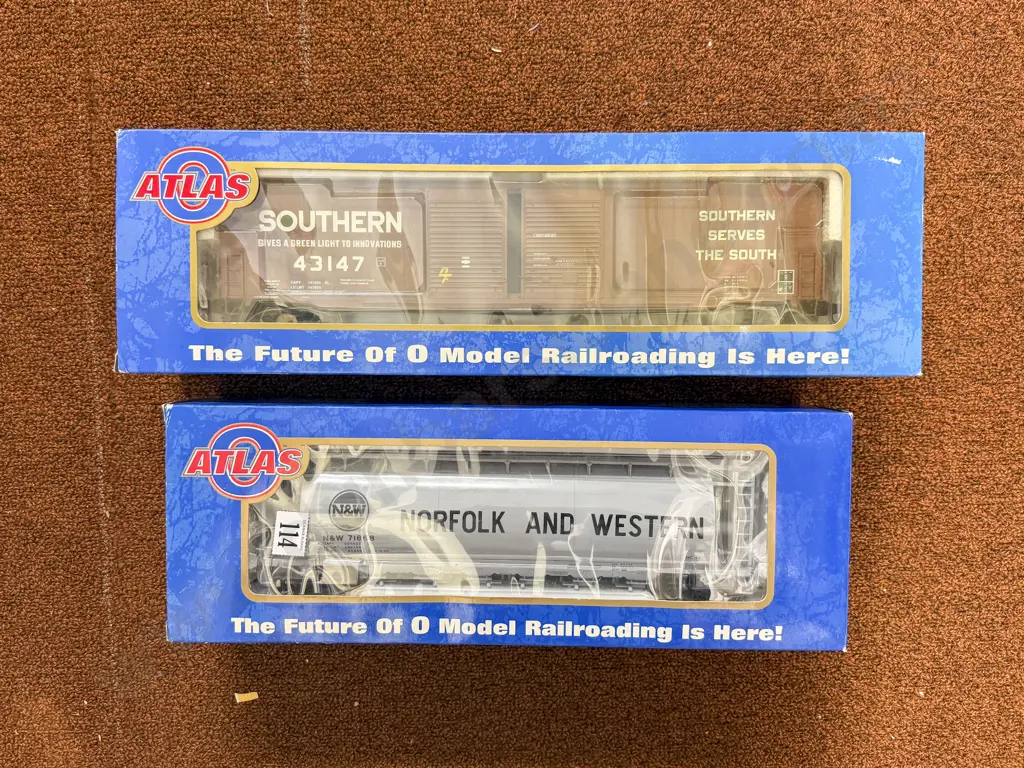 ATLAS
O
SOUTHERN
GIVES A GREEN LIGHT TO INNOVATIONS
43147
SOUTHERN
SERVES
THE SOUTH
The Future Of O Model Railroading Is Here!
ATLAS
O
N&W
NORFOLK AND WESTERN
N&W 71668
114
The Future Of O Model Railroading Is Here!